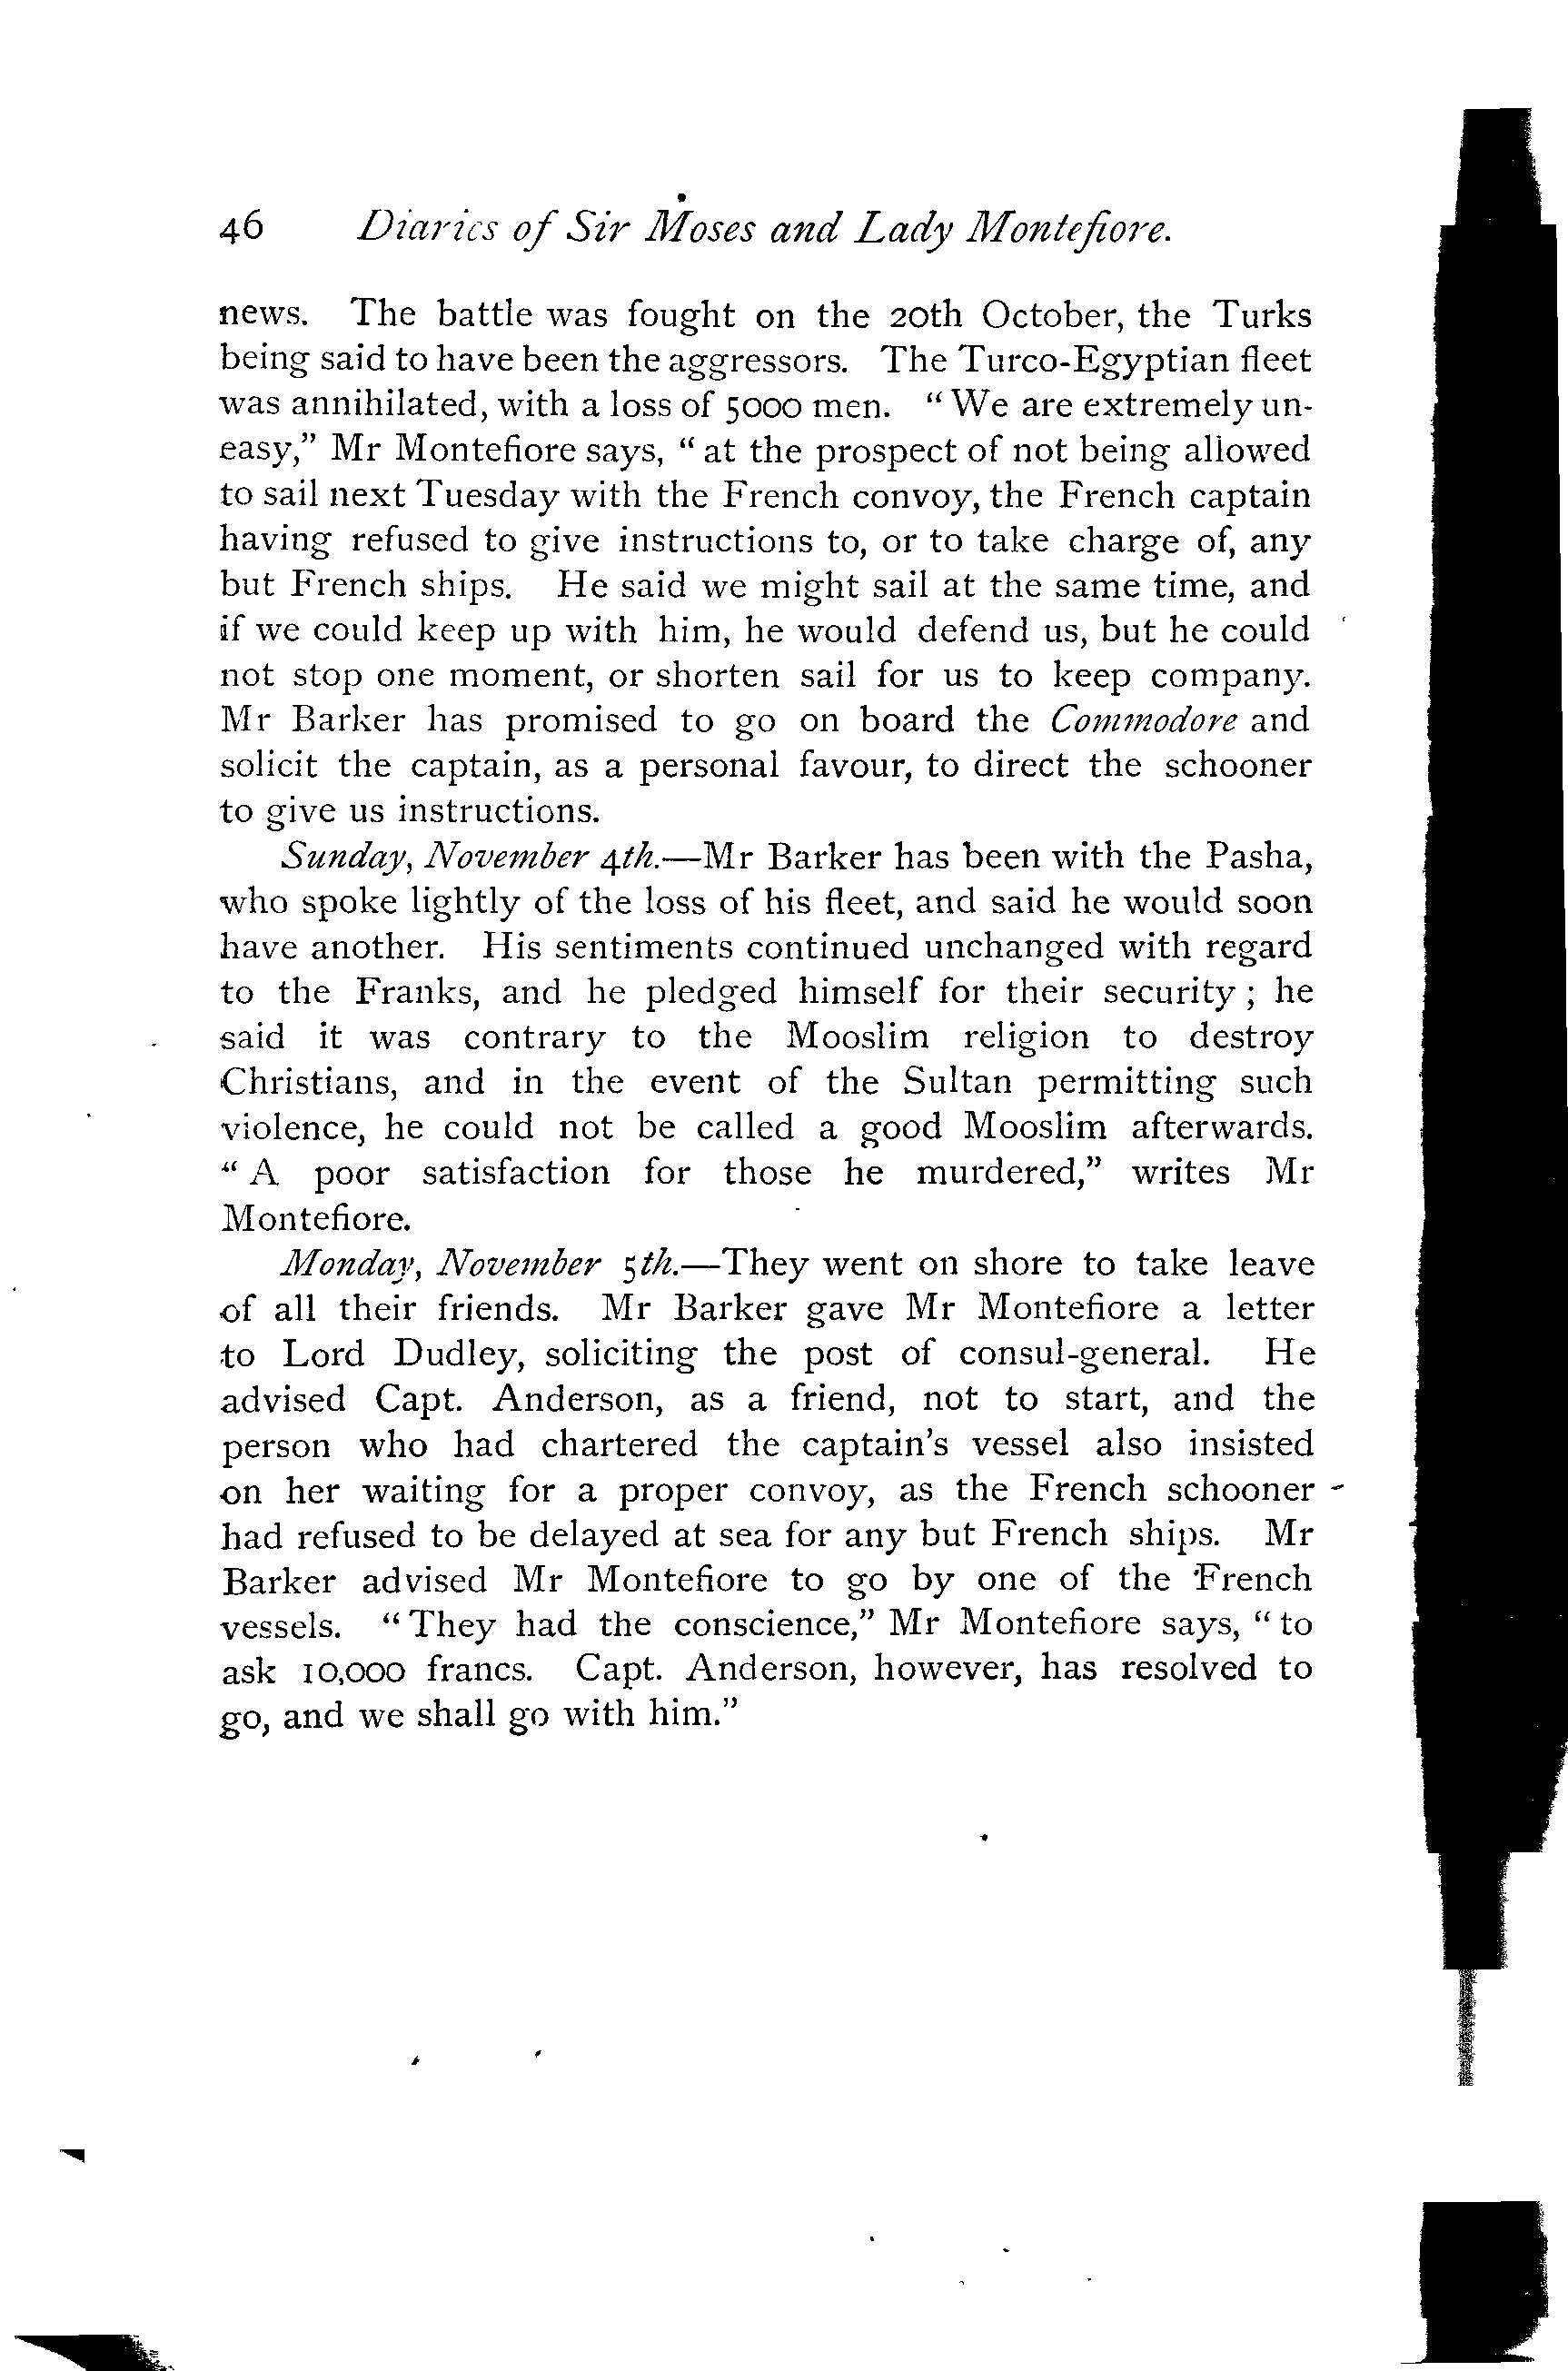 46 Diaries of Sir Moses and Lady Montefiore.
news. The battle was fought on the 20th October, the Turks
being said to have been the aggressors. The Turco-Egyptian fleet
was annihilated, with a loss of 5000 men. “ We are extremely un-
easy,” Mr Montefiore says, “ at the prospect of not being allowed
to sail next Tuesday with the French convoy, the French captain
having refused to give instructions to, or to take charge of, any
but French ships. He said we might sail at the same time, and
if we could keep up with him, he would defend us, but he could
not stop one moment, or shorten sail for us to keep company.
Mr Barker has promised to go on board the Commodore and
solicit the captain, as a personal favour, to direct the schooner
to give us instructions.
Sunday, November 4th.—Mr Barker has been with the Pasha,
who spoke lightly of the loss of his fleet, and said he would soon
have another. His sentiments continued unchanged with regard
to the Franks, and he pledged himself for their security ; he
said it was contrary to the Mooslim religion to destroy
Christians, and in the event of the Sultan permitting such
violence, he could not be called a good Mooslim afterwards.
“ A poor satisfaction for those he murdered,” writes Mr
Montefiore.
Monday, November 5th.—They went on shore to take leave
of all their friends. Mr Barker gave Mr Montefiore a letter
to Lord Dudley, soliciting the post of consul-general. He
advised Capt. Anderson, as a friend, not to start, and the
person who had chartered the captain’s vessel also insisted
on her waiting for a proper convoy, as the French schooner
had refused to be delayed at sea for any but French ships. Mr
Barker advised Mr Montefiore to go by one of the French
vessels. “ They had the conscience,” Mr Montefiore says, “ to
ask 10,000 francs. Capt. Anderson, however, has resolved to
go, and we shall go with him.”